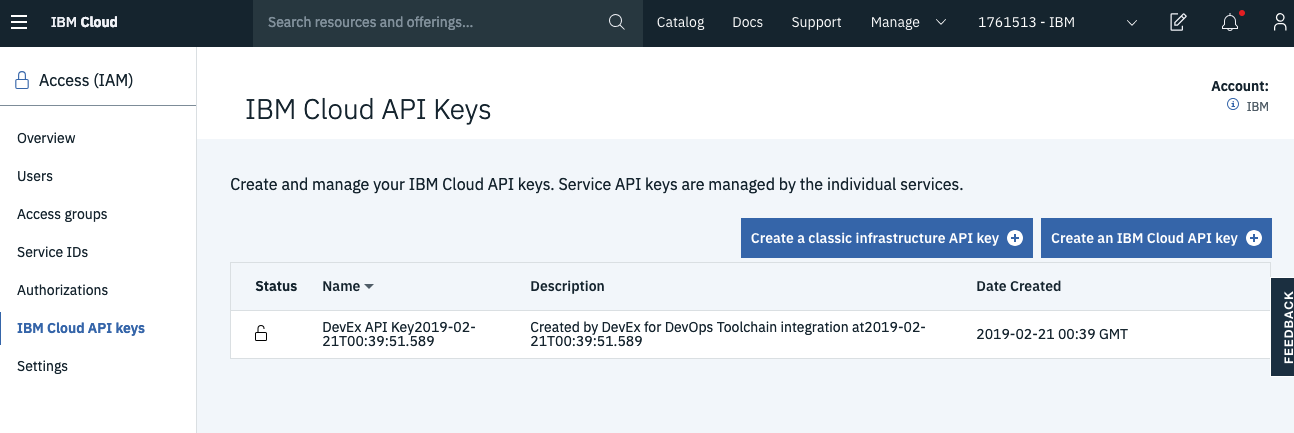 IBM Cloud
Search resources and offerings...
Catalog
Docs
Support
Manage
1761513 - IBM
Access (IAM)
Overview
Users
Access groups
Service IDs
Authorizations
IBM Cloud API keys
Settings
IBM Cloud API Keys
Account:
IBM
Create and manage your IBM Cloud API keys. Service API keys are managed by the individual services.
Create a classic infrastructure API key
Create an IBM Cloud API key
Status
Name
Description
Date Created
DevEx API Key2019-02-
21T00:39:51.589
Created by DevEx for DevOps Toolchain integration at2019-02-
21T00:39:51.589
2019-02-21 00:39 GMT
FEEDBACK